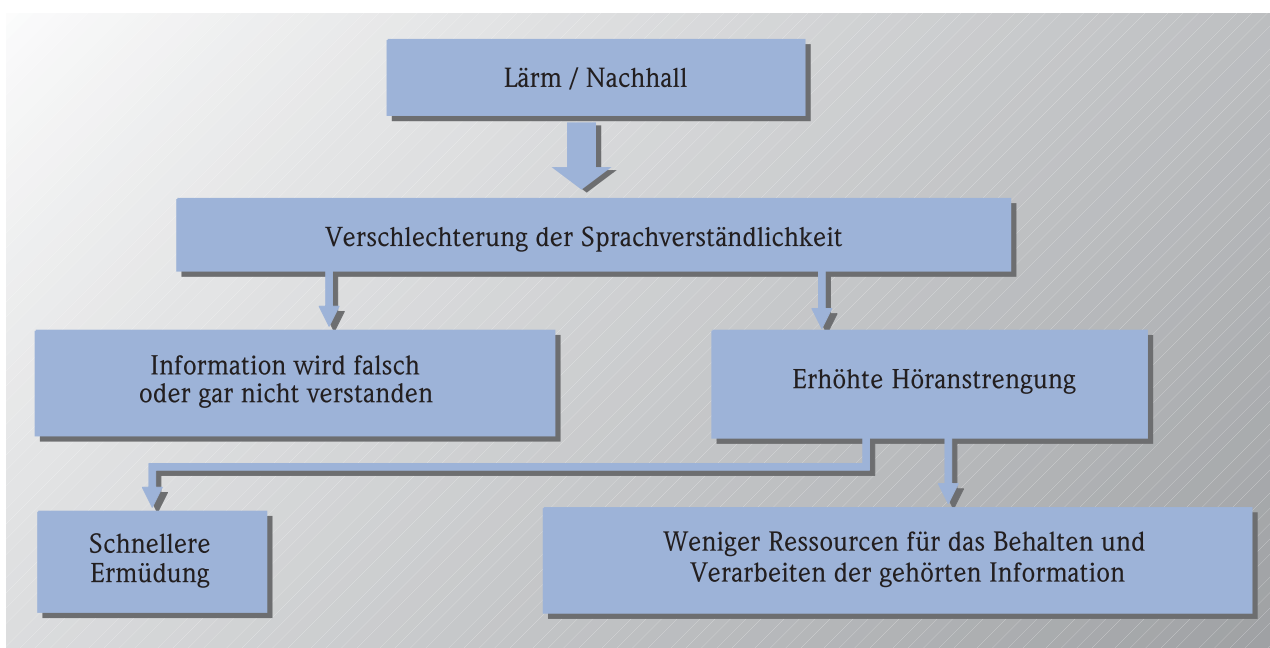 Lärm / Nachhall
Verschlechterung der Sprachverständlichkeit
Information wird falsch
oder gar nicht verstanden
Erhöhte Höranstrengung
Schnellere
Ermüdung
Weniger Ressourcen für das Behalten und
Verarbeiten der gehörten Information